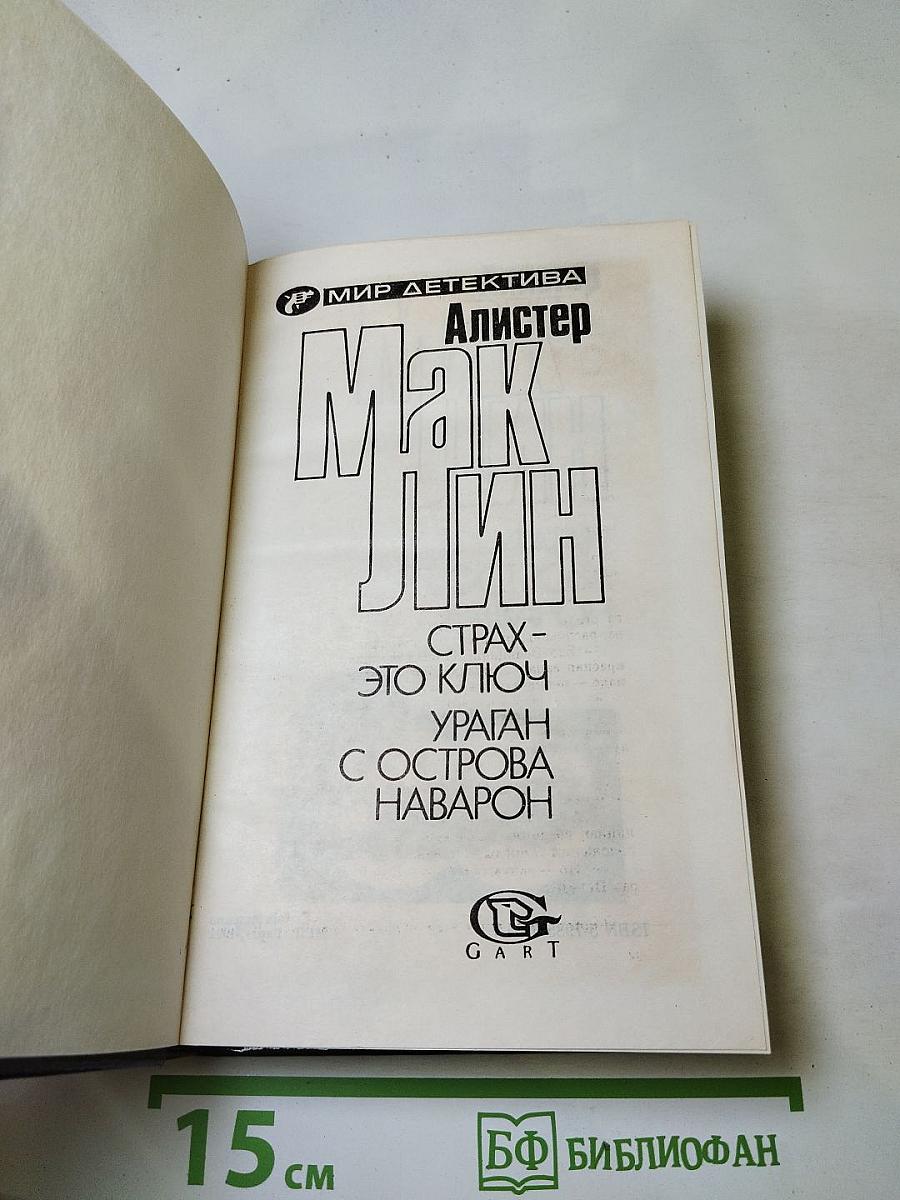 МИР ДЕТЕКТИВА
Алистер
Мак
Лин
СТРАХ–
ЭТО КЛЮЧ
УРАГАН
С ОСТРОВА
НАВАРОН
GART
15 см
БФ БИБЛИОФАН